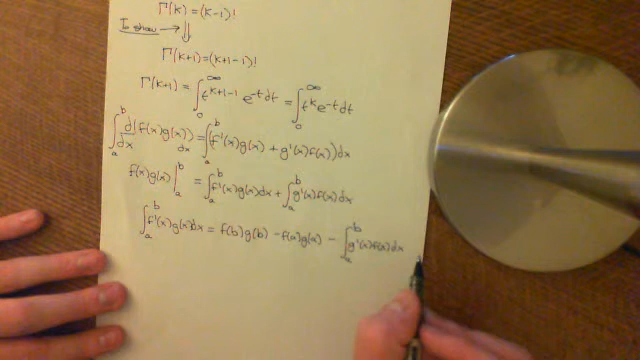 Γ(k) = (k-1)!
To show → ⇓
Γ(k+1) = (k+1-1)!
Γ(k+1) = ∫₀^∞ t^(k+1-1) e^(-t) dt = ∫₀^∞ t^k e^(-t) dt
∫ₐᵇ d/dx (f(x)g(x)) dx = ∫ₐᵇ (f'(x)g(x) + g'(x)f(x)) dx
f(x)g(x) |ₐᵇ = ∫ₐᵇ f'(x)g(x)dx + ∫ₐᵇ g'(x)f(x)dx
∫ₐᵇ f'(x)g(x)dx = f(b)g(b) - f(a)g(a) - ∫ₐᵇ g'(x)f(x)dx